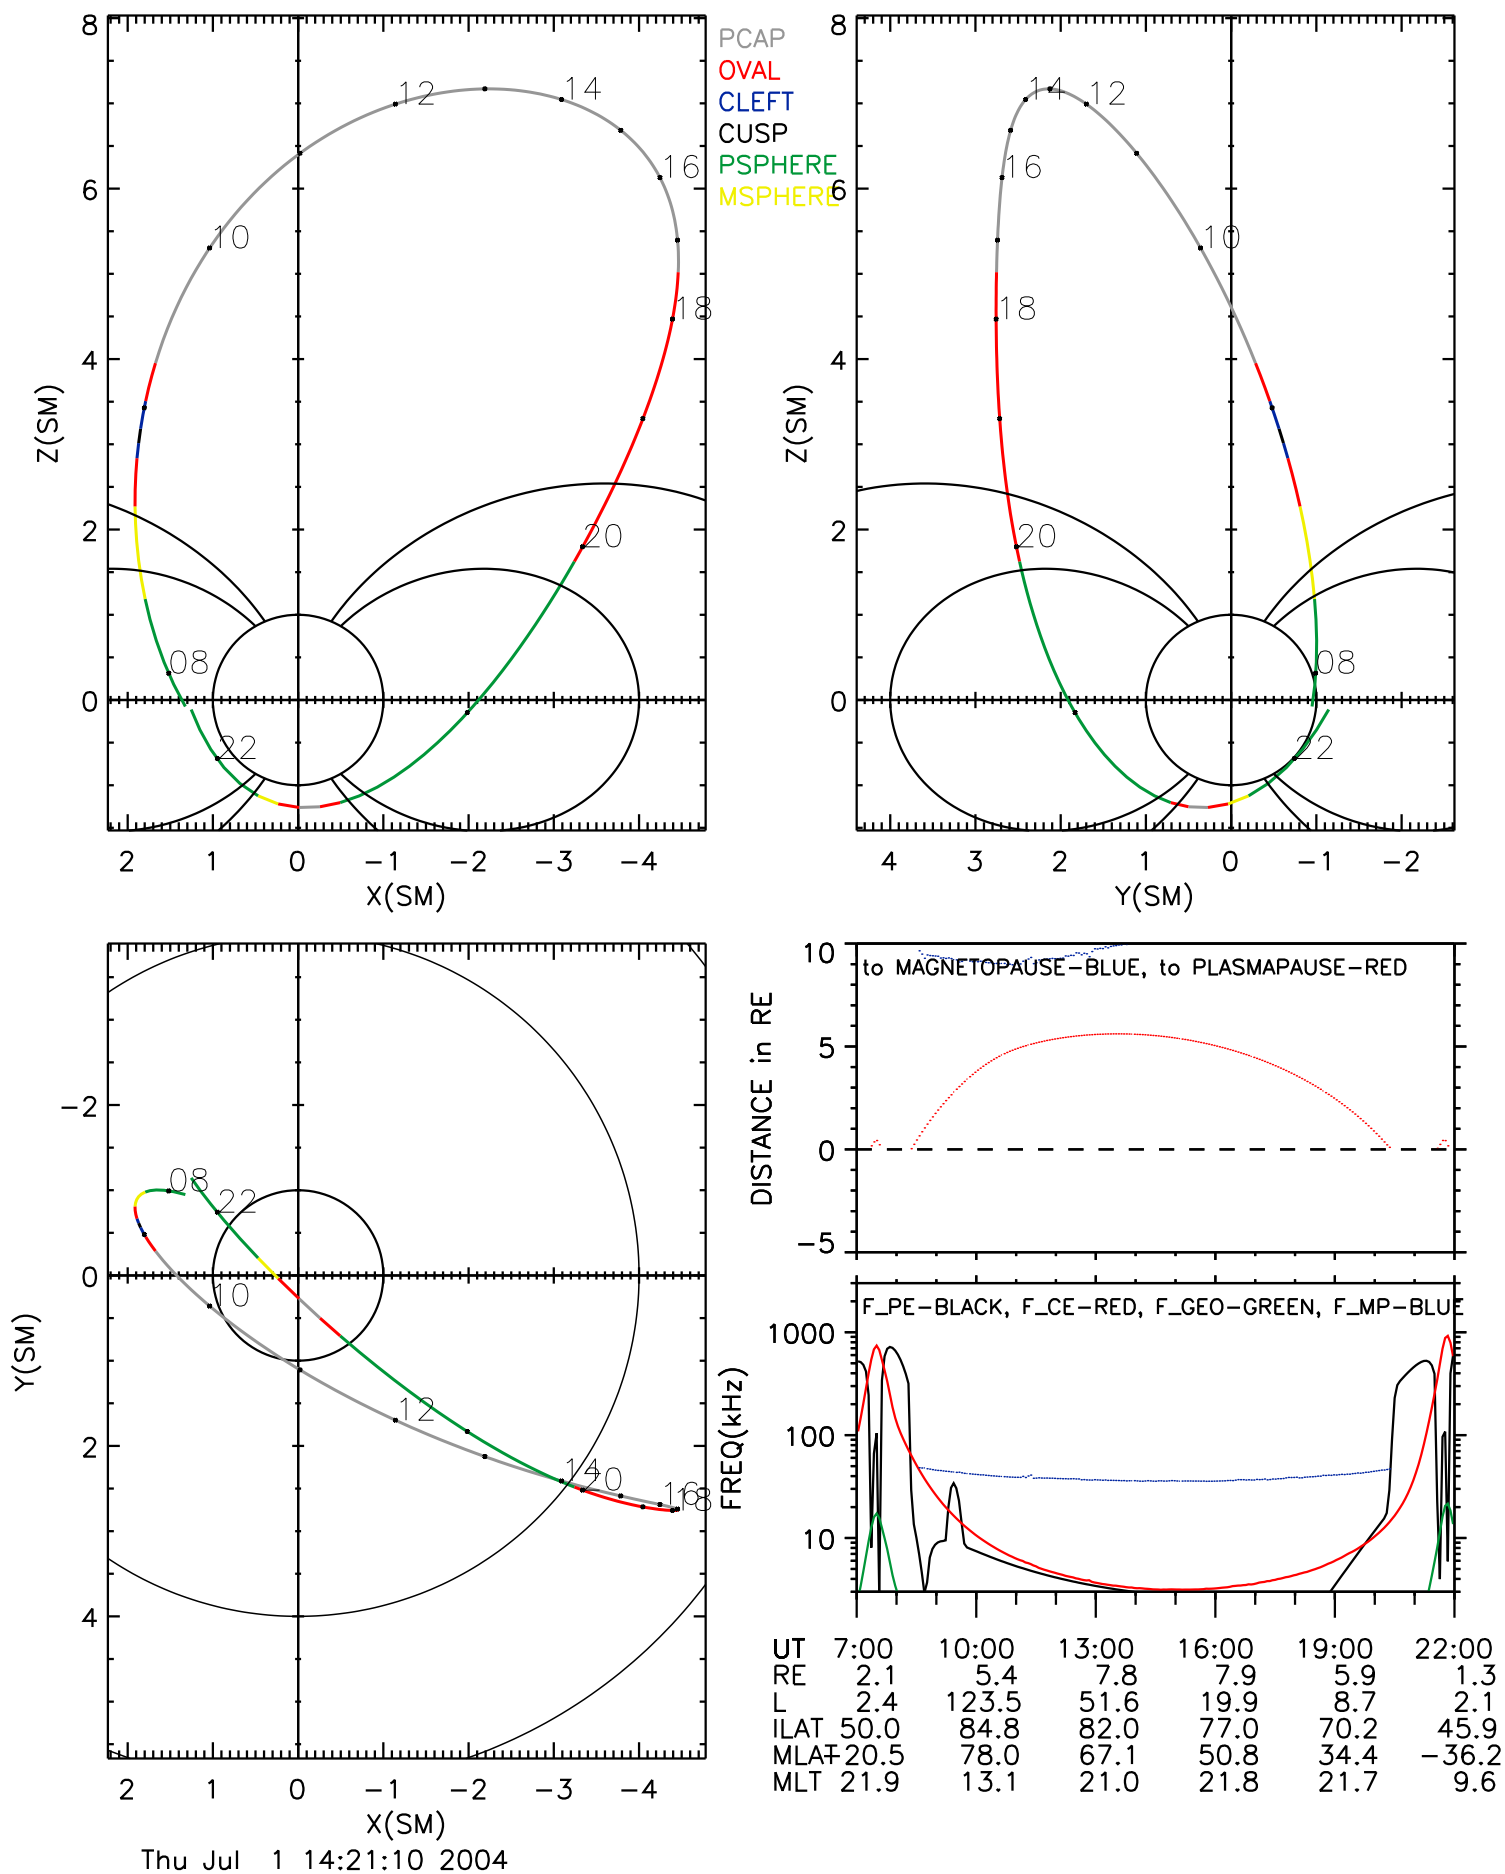 8
6
4
2
0
Z(SM)
12
14
16
18
10
20
08
22
2 1 0 −1 −2 −3 −4
X(SM)
PCAP
OVAL
CLEFT
CUSP
PSPHERE
MSPHERE
8
6
4
2
0
Z(SM)
14
12
16
10
18
20
08
22
4 3 2 1 0 −1 −2
Y(SM)
−2
0
2
4
Y(SM)
08
22
10
12
14
20
16
18
2 1 0 −1 −2 −3 −4
X(SM)
10
5
0
−5
DISTANCE in RE
to MAGNETOPAUSE−BLUE, to PLASMAPAUSE−RED
1000
100
10
FREQ(kHz)
F_PE−BLACK, F_CE−RED, F_GEO−GREEN, F_MP−BLUE
UT 7:00 10:00 13:00 16:00 19:00 22:00
RE 2.1 5.4 7.8 7.9 5.9 1.3
L 2.4 123.5 51.6 19.9 8.7 2.1
ILAT 50.0 84.8 82.0 77.0 70.2 45.9
MLAT −20.5 78.0 67.1 50.8 34.4 −36.2
MLT 21.9 13.1 21.0 21.8 21.7 9.6
Thu Jul 1 14:21:10 2004